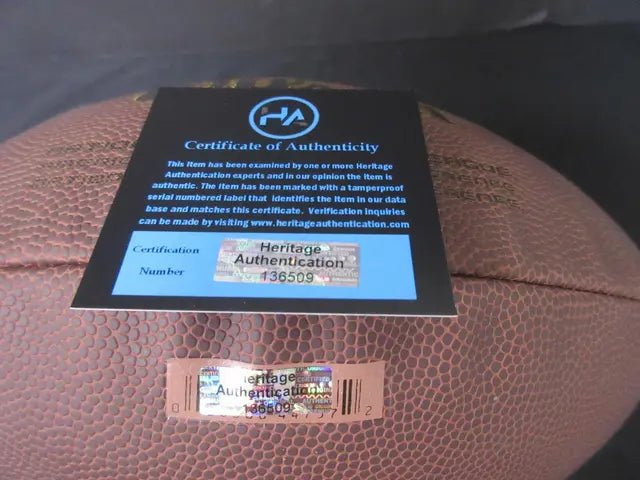 HA
Certificate of Authenticity
This item has been examined by one or more Heritage
Authentication experts and in our opinion the item is
authentic. The item has been marked with a tamperproof
serial numbered label that identifies the item in our data
base and matches this certificate. Verification inquiries
can be made by visiting www.heritageauthentication.com
Certification
Number
Heritage
Authentication
136509
eritage
Authentication
136509
0
2